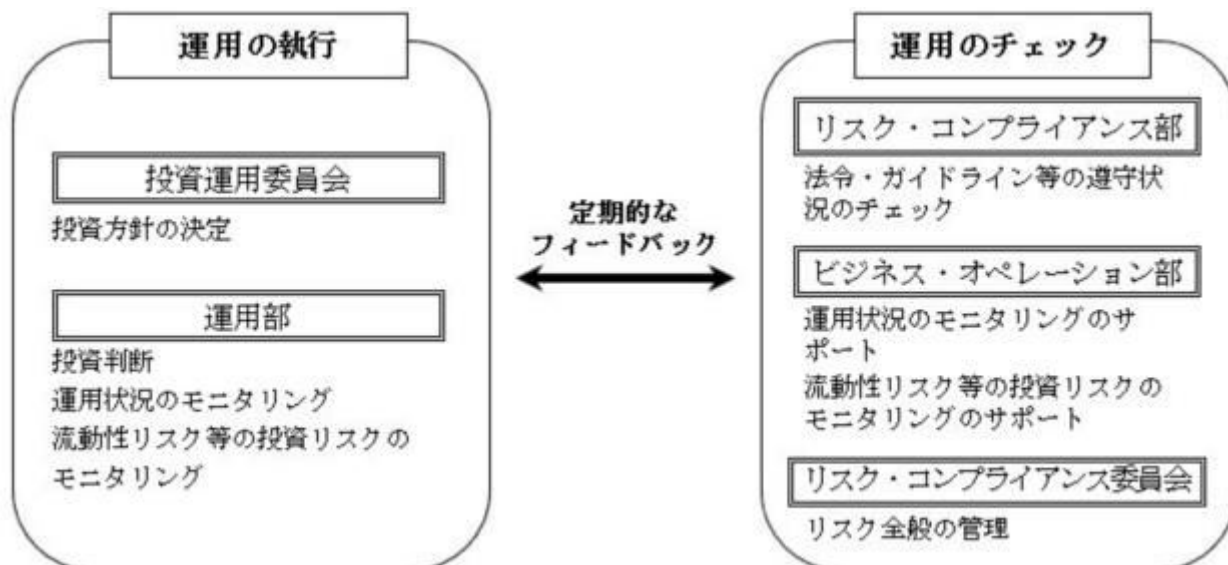 運用の執行
投資運用委員会
投資方針の決定
運用部
投資判断
運用状況のモニタリング
流動性リスク等の投資リスクの
モニタリング
定期的な
フィードバック
運用のチェック
リスク・コンプライアンス部
法令・ガイドライン等の遵守状
況のチェック
ビジネス・オペレーション部
運用状況のモニタリングのサ
ポート
流動性リスク等の投資リスクの
モニタリングのサポート
リスク・コンプライアンス委員会
リスク全般の管理